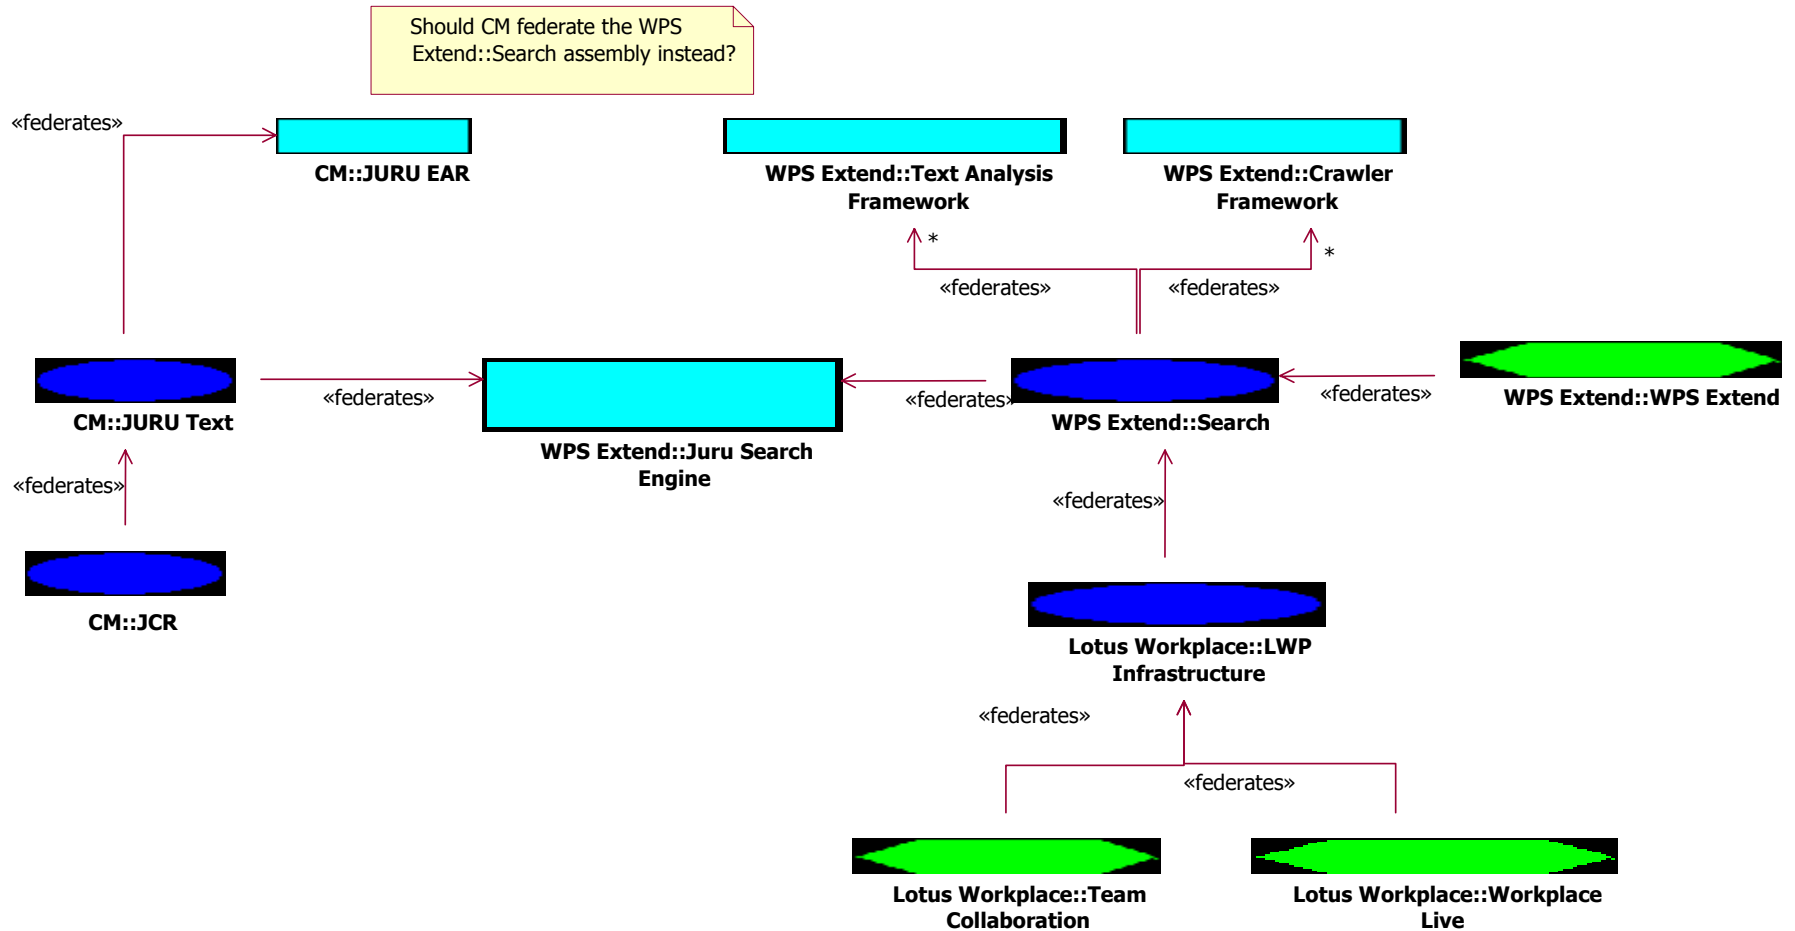 Should CM federate the WPS
Extend::Search assembly instead?
«federates»
CM::JURU EAR
WPS Extend::Text Analysis
Framework
WPS Extend::Crawler
Framework
*
*
«federates»
«federates»
«federates»
CM::JURU Text
WPS Extend::Juru Search
Engine
«federates»
WPS Extend::Search
«federates»
WPS Extend::WPS Extend
«federates»
«federates»
CM::JCR
Lotus Workplace::LWP
Infrastructure
«federates»
«federates»
Lotus Workplace::Team
Collaboration
Lotus Workplace::Workplace
Live